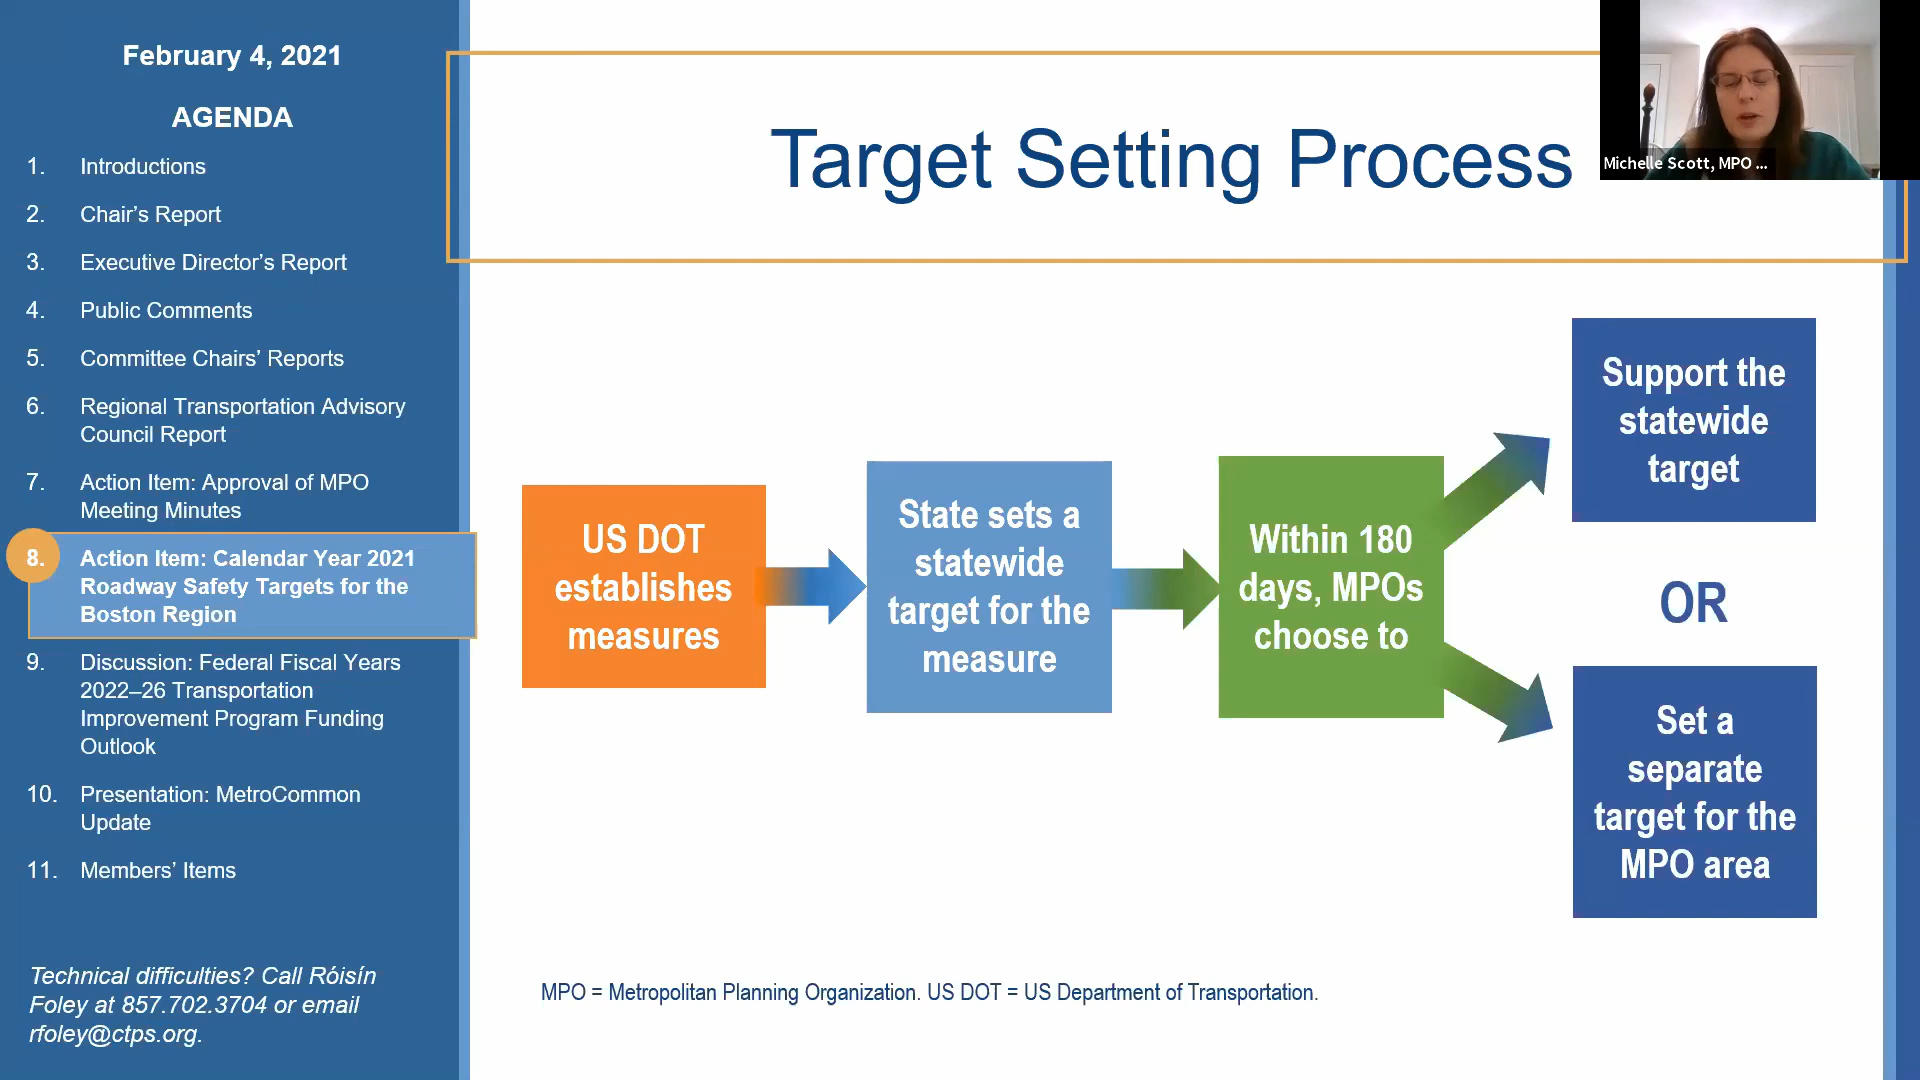 February 4, 2021
AGENDA
1. Introductions
2. Chair’s Report
3. Executive Director’s Report
4. Public Comments
5. Committee Chairs’ Reports
6. Regional Transportation Advisory
Council Report
7. Action Item: Approval of MPO
Meeting Minutes
8. Action Item: Calendar Year 2021
Roadway Safety Targets for the
Boston Region
9. Discussion: Federal Fiscal Years
2022–26 Transportation
Improvement Program Funding
Outlook
10. Presentation: MetroCommon
Update
11. Members’ Items
Technical difficulties? Call Róisín
Foley at 857.702.3704 or email
rfoley@ctps.org.
Target Setting Process
Michelle Scott, MPO ...
US DOT
establishes
measures
State sets a
statewide
target for the
measure
Within 180
days, MPOs
choose to
Support the
statewide
target
OR
Set a
separate
target for the
MPO area
MPO = Metropolitan Planning Organization. US DOT = US Department of Transportation.